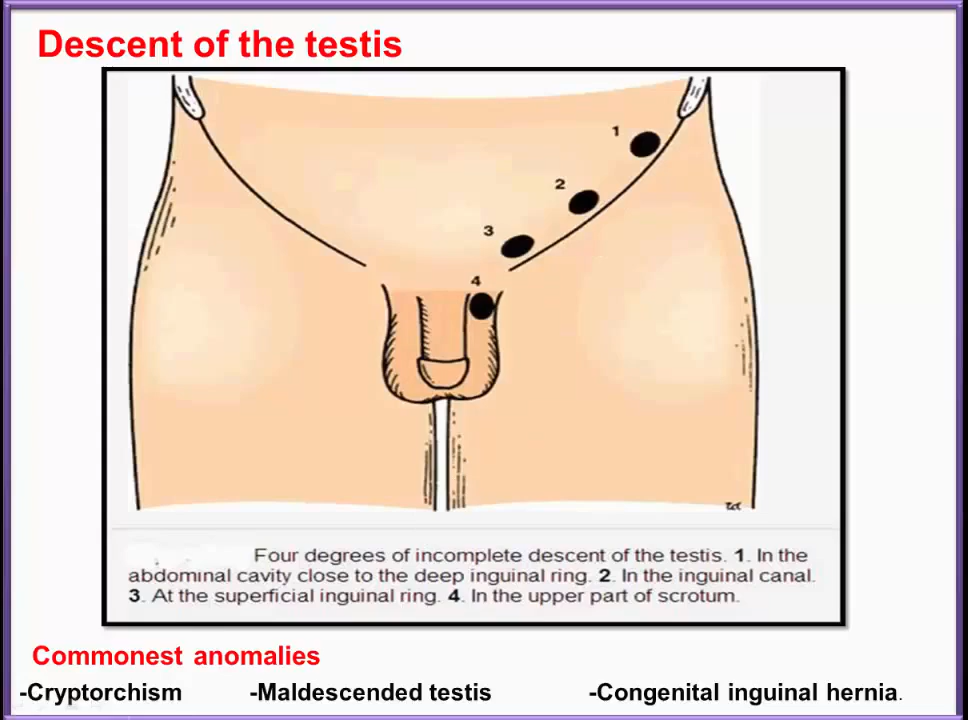 Descent of the testis
1
2
3
4
Four degrees of incomplete descent of the testis. 1. In the
abdominal cavity close to the deep inguinal ring. 2. In the inguinal canal.
3. At the superficial inguinal ring. 4. In the upper part of scrotum.
Commonest anomalies
-Cryptorchism -Maldescended testis -Congenital inguinal hernia.